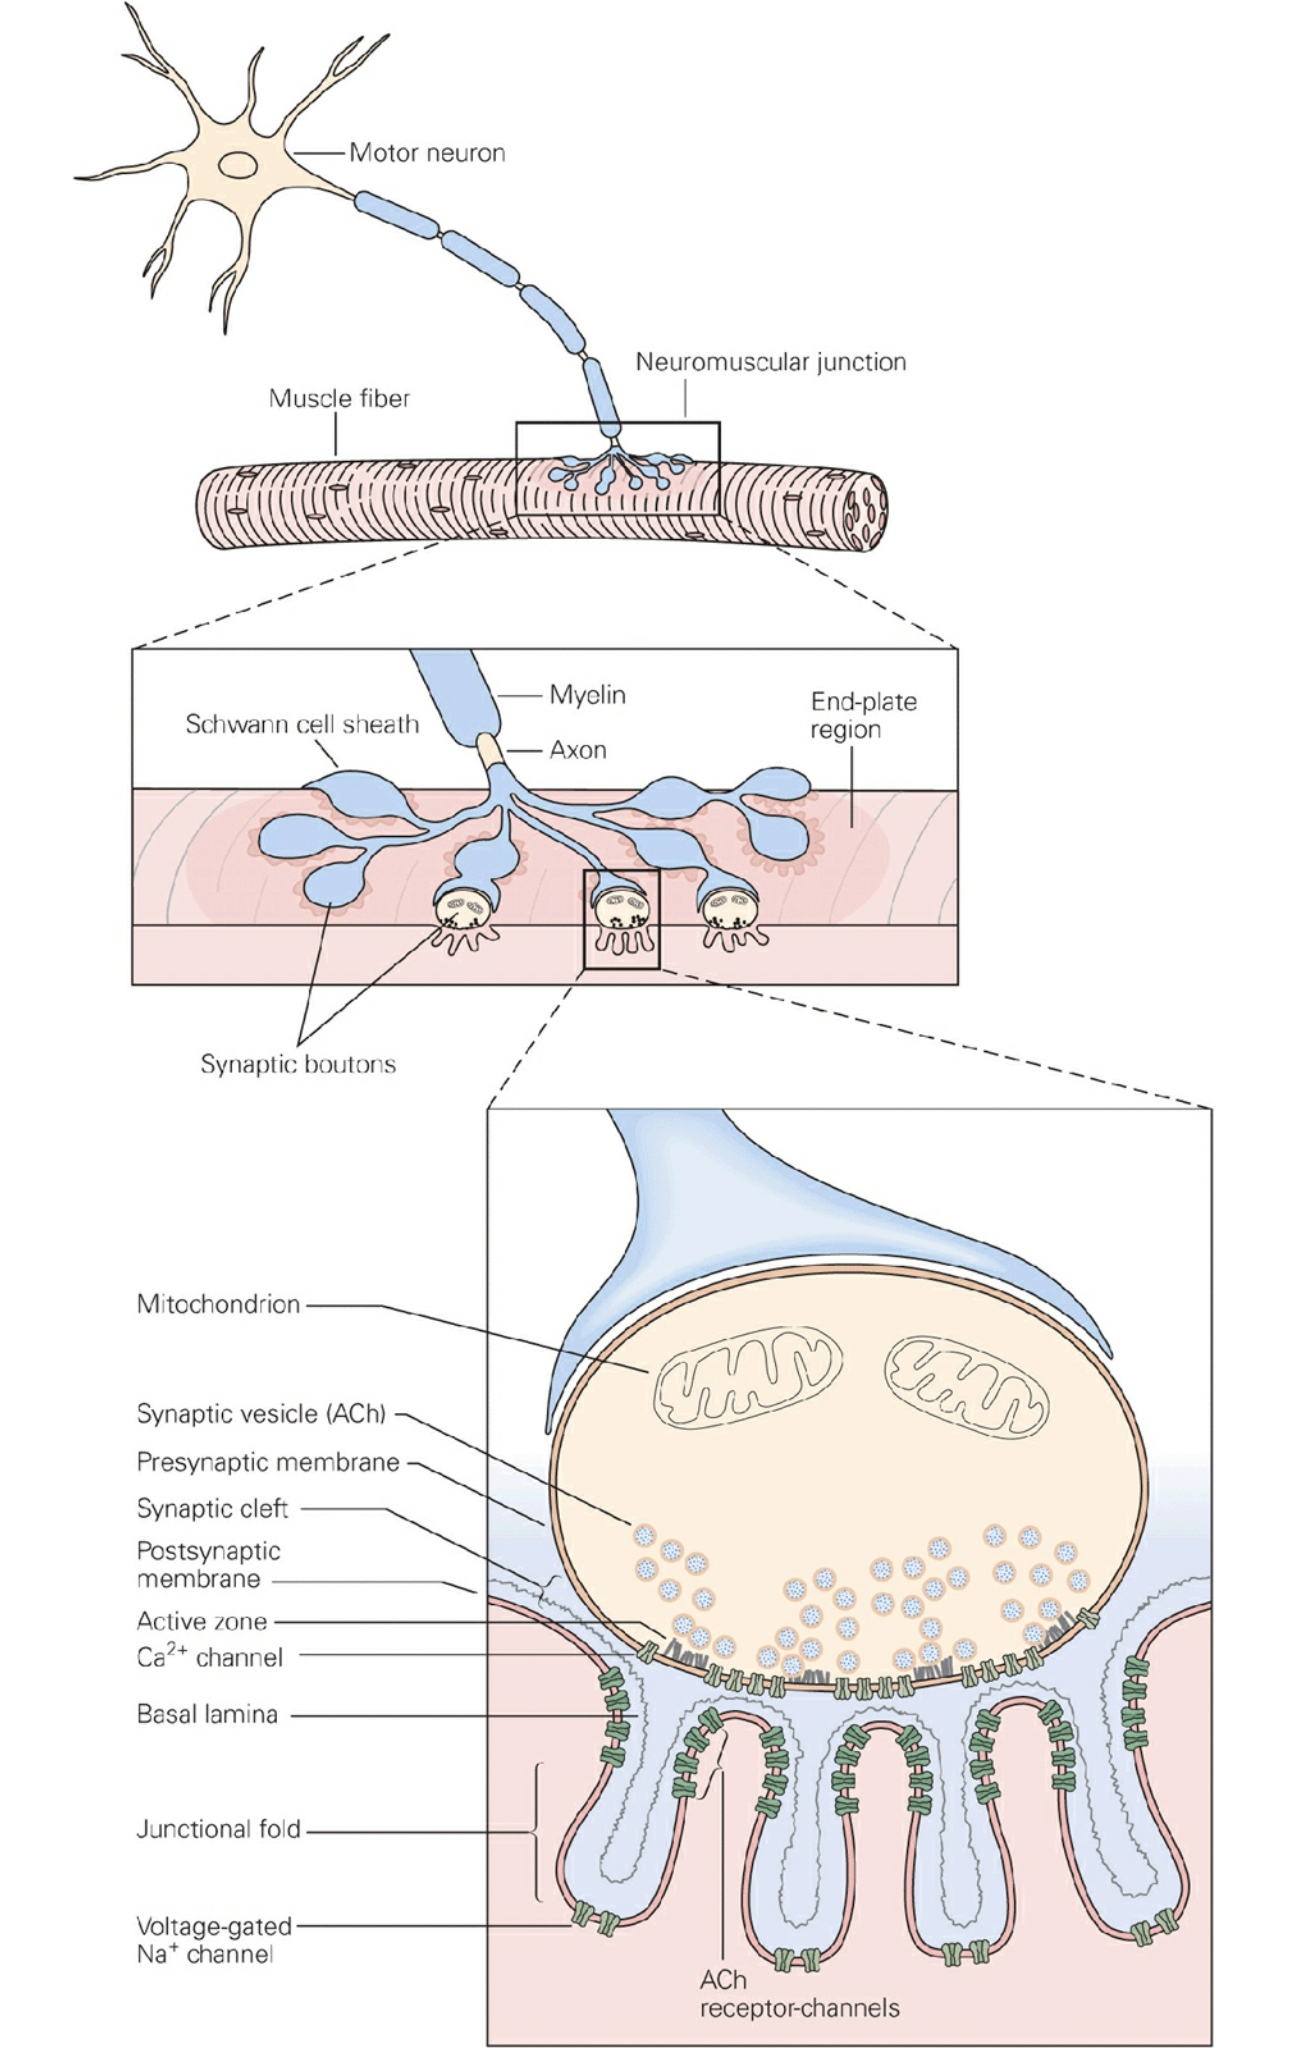 Motor neuron
Neuromuscular junction
Muscle fiber
Myelin
End-plate
region
Schwann cell sheath
Axon
Synaptic boutons
Mitochondrion
Synaptic vesicle (ACh)
Presynaptic membrane
Synaptic cleft
Postsynaptic
membrane
Active zone
Ca²⁺ channel
Basal lamina
Junctional fold
Voltage-gated
Na⁺ channel
ACh
receptor-channels